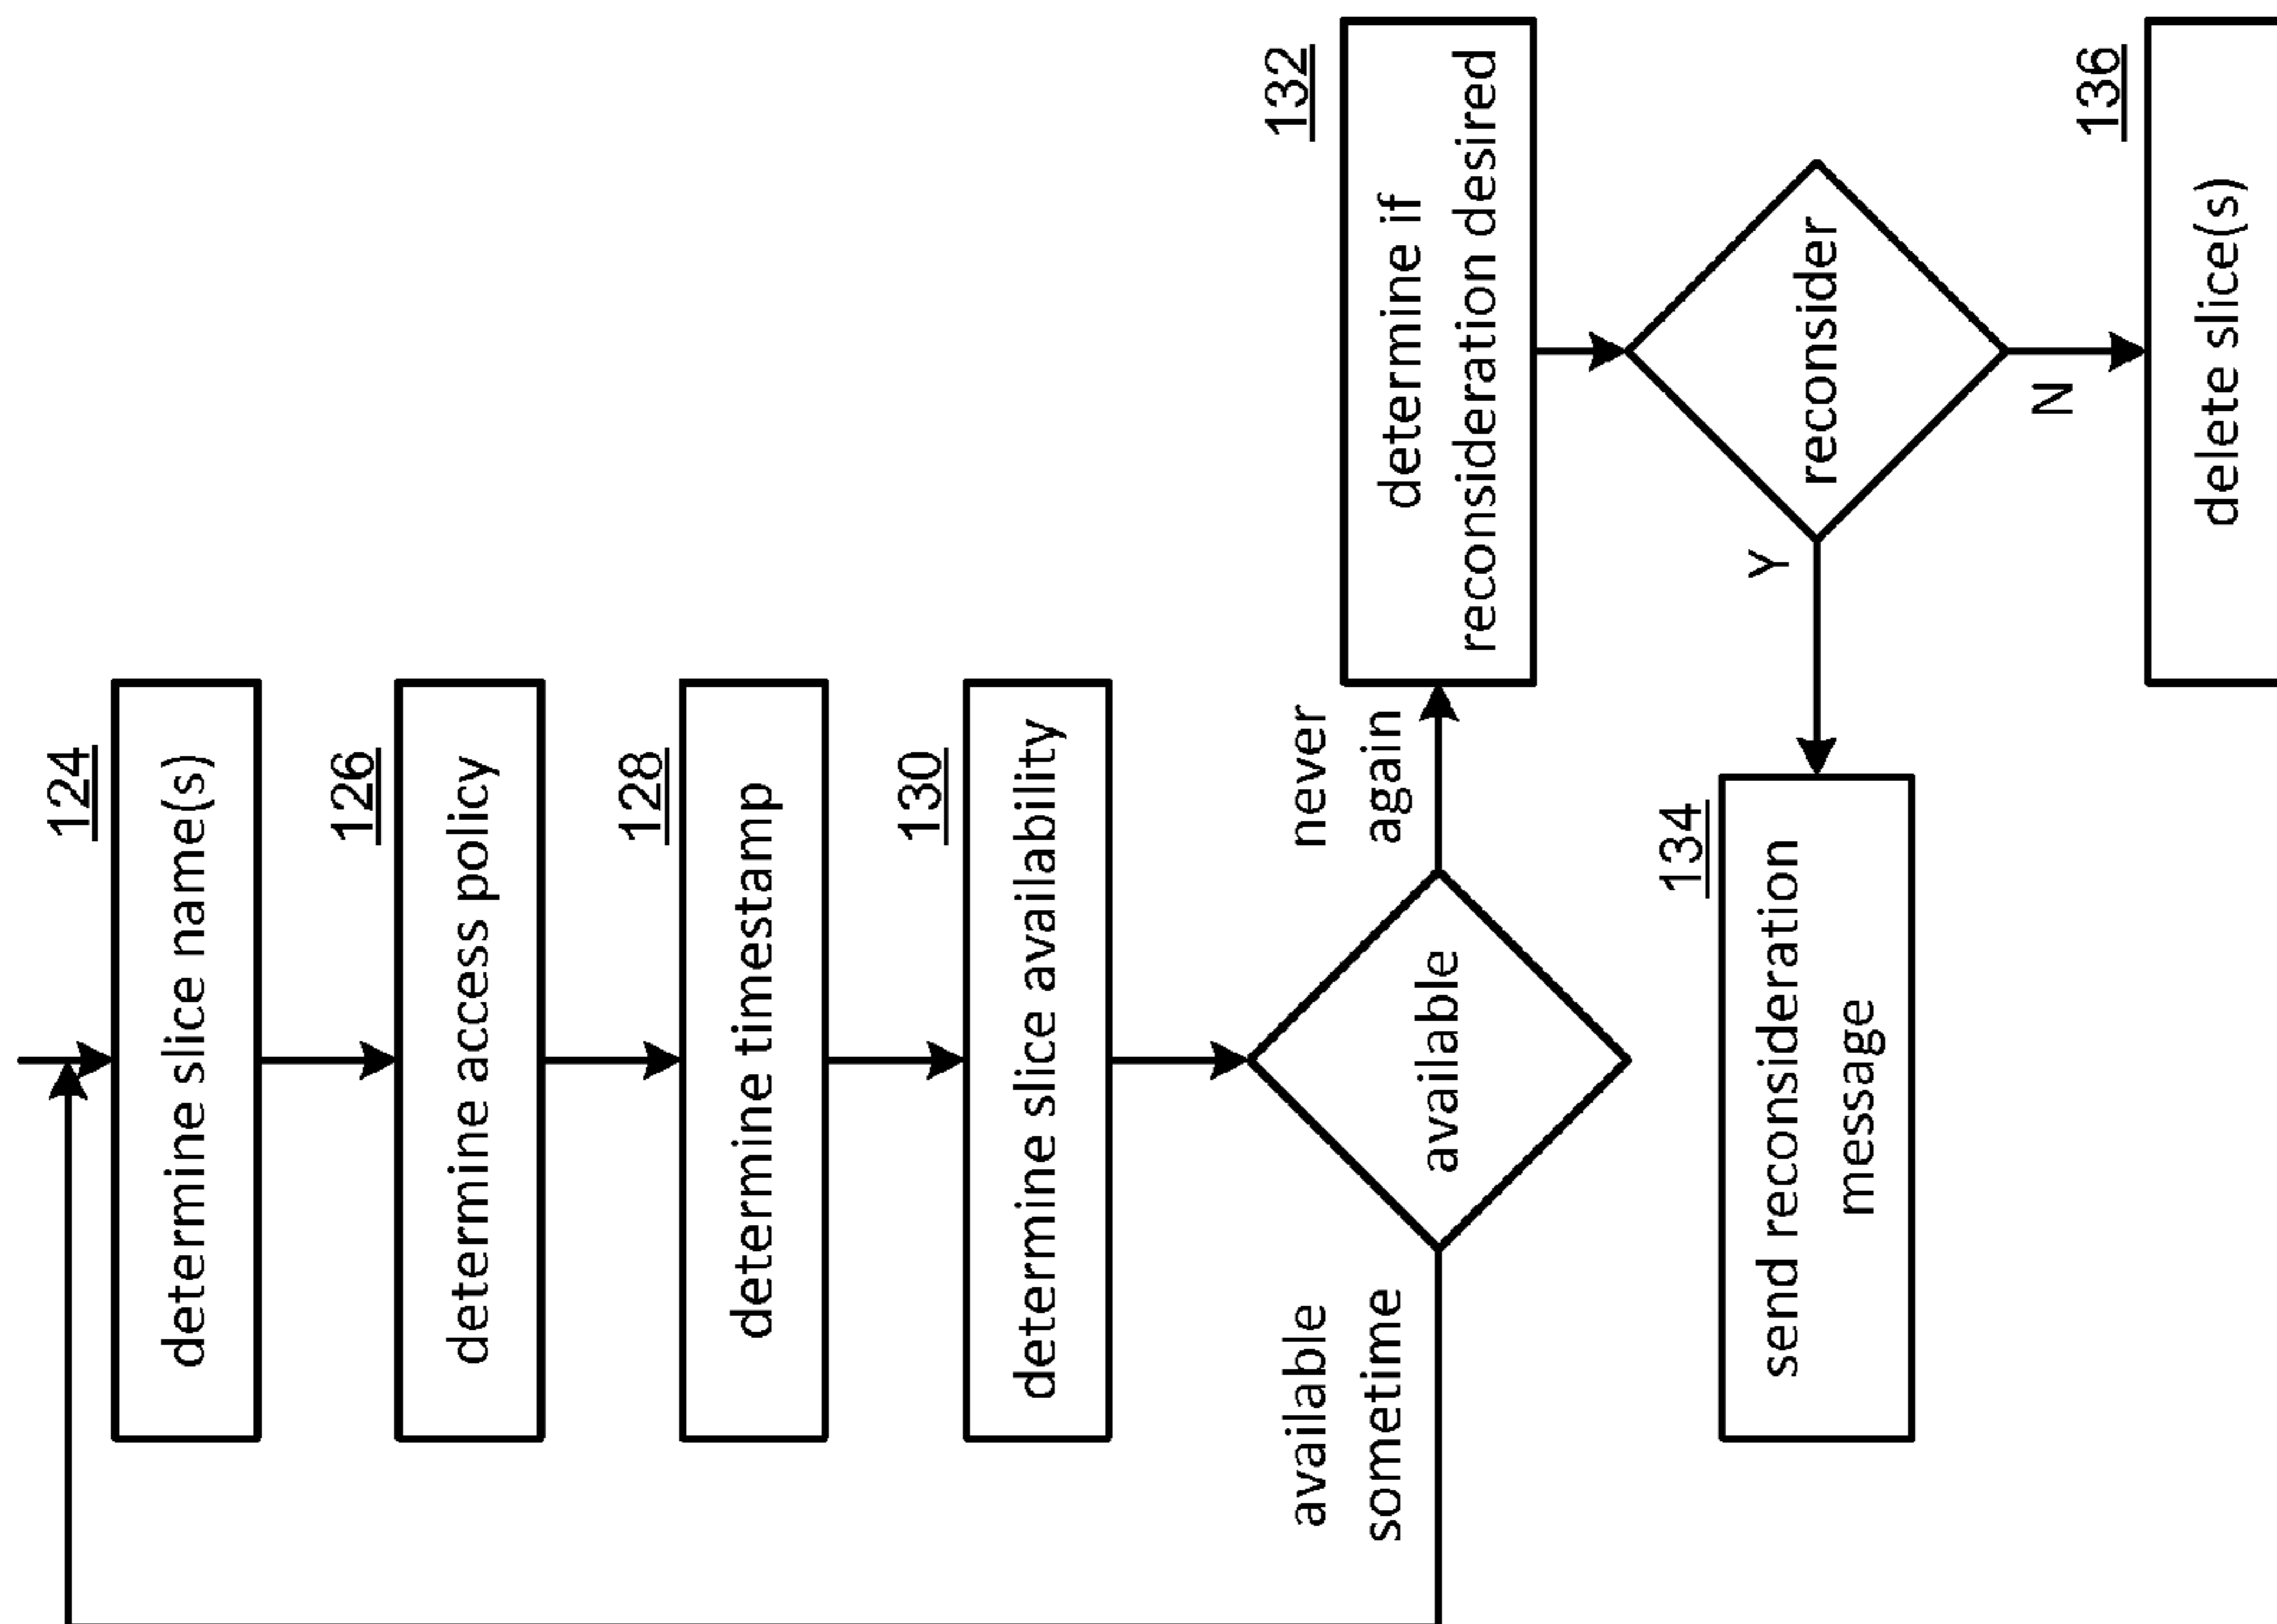 124
determine slice name(s)
126
determine access policy
128
determine timestamp
130
determine slice availability
available
available
sometime
never
again
132
determine if
reconsideration desired
reconsider
Y
134
send reconsideration
message
N
136
delete slice(s)